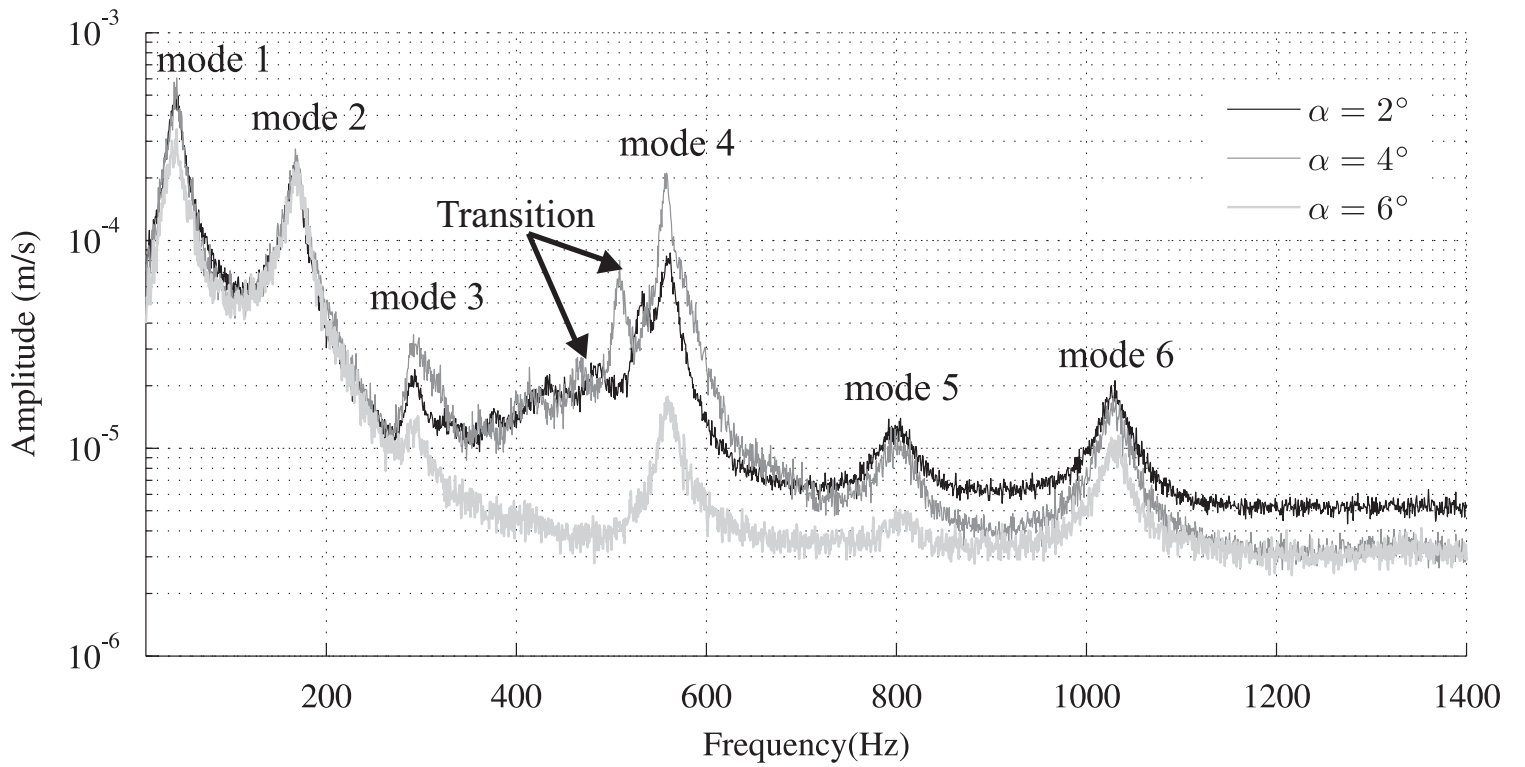 10-3
mode 1
mode 2
mode 4
α = 2°
α = 4°
α = 6°
Transition
10-4
mode 3
Amplitude (m/s)
mode 6
mode 5
10-5
10-6
200 400 600 800 1000 1200 1400
Frequency(Hz)